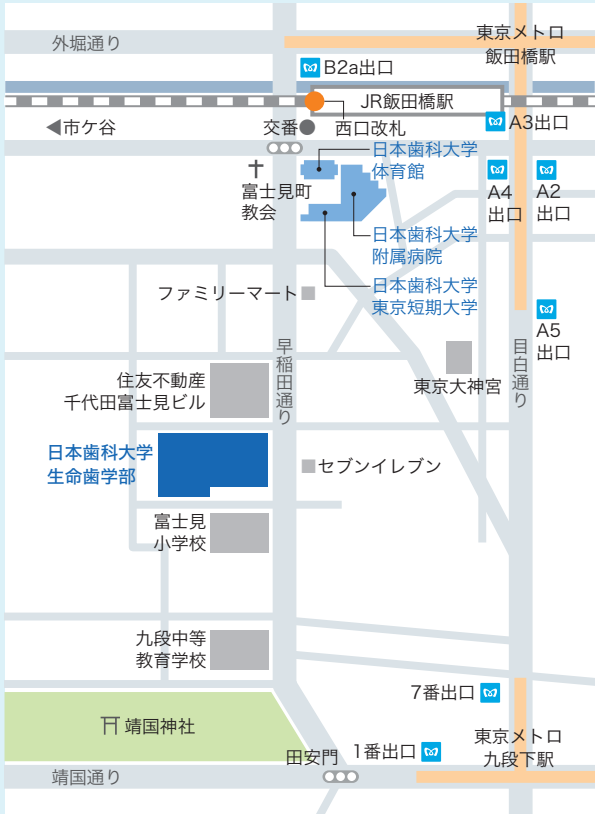 外堀通り
東京メトロ
飯田橋駅
B2a出口
JR飯田橋駅
◀市ケ谷
交番
西口改札
A3出口
日本歯科大学
体育館
富士見町
教会
A4
出口
A2
出口
日本歯科大学
附属病院
日本歯科大学
東京短期大学
ファミリーマート
A5
出口
早稲田通り
目白通り
住友不動産
千代田富士見ビル
東京大神宮
日本歯科大学
生命歯学部
セブンイレブン
富士見
小学校
九段中等
教育学校
7番出口
靖国神社
田安門
1番出口
東京メトロ
九段下駅
靖国通り